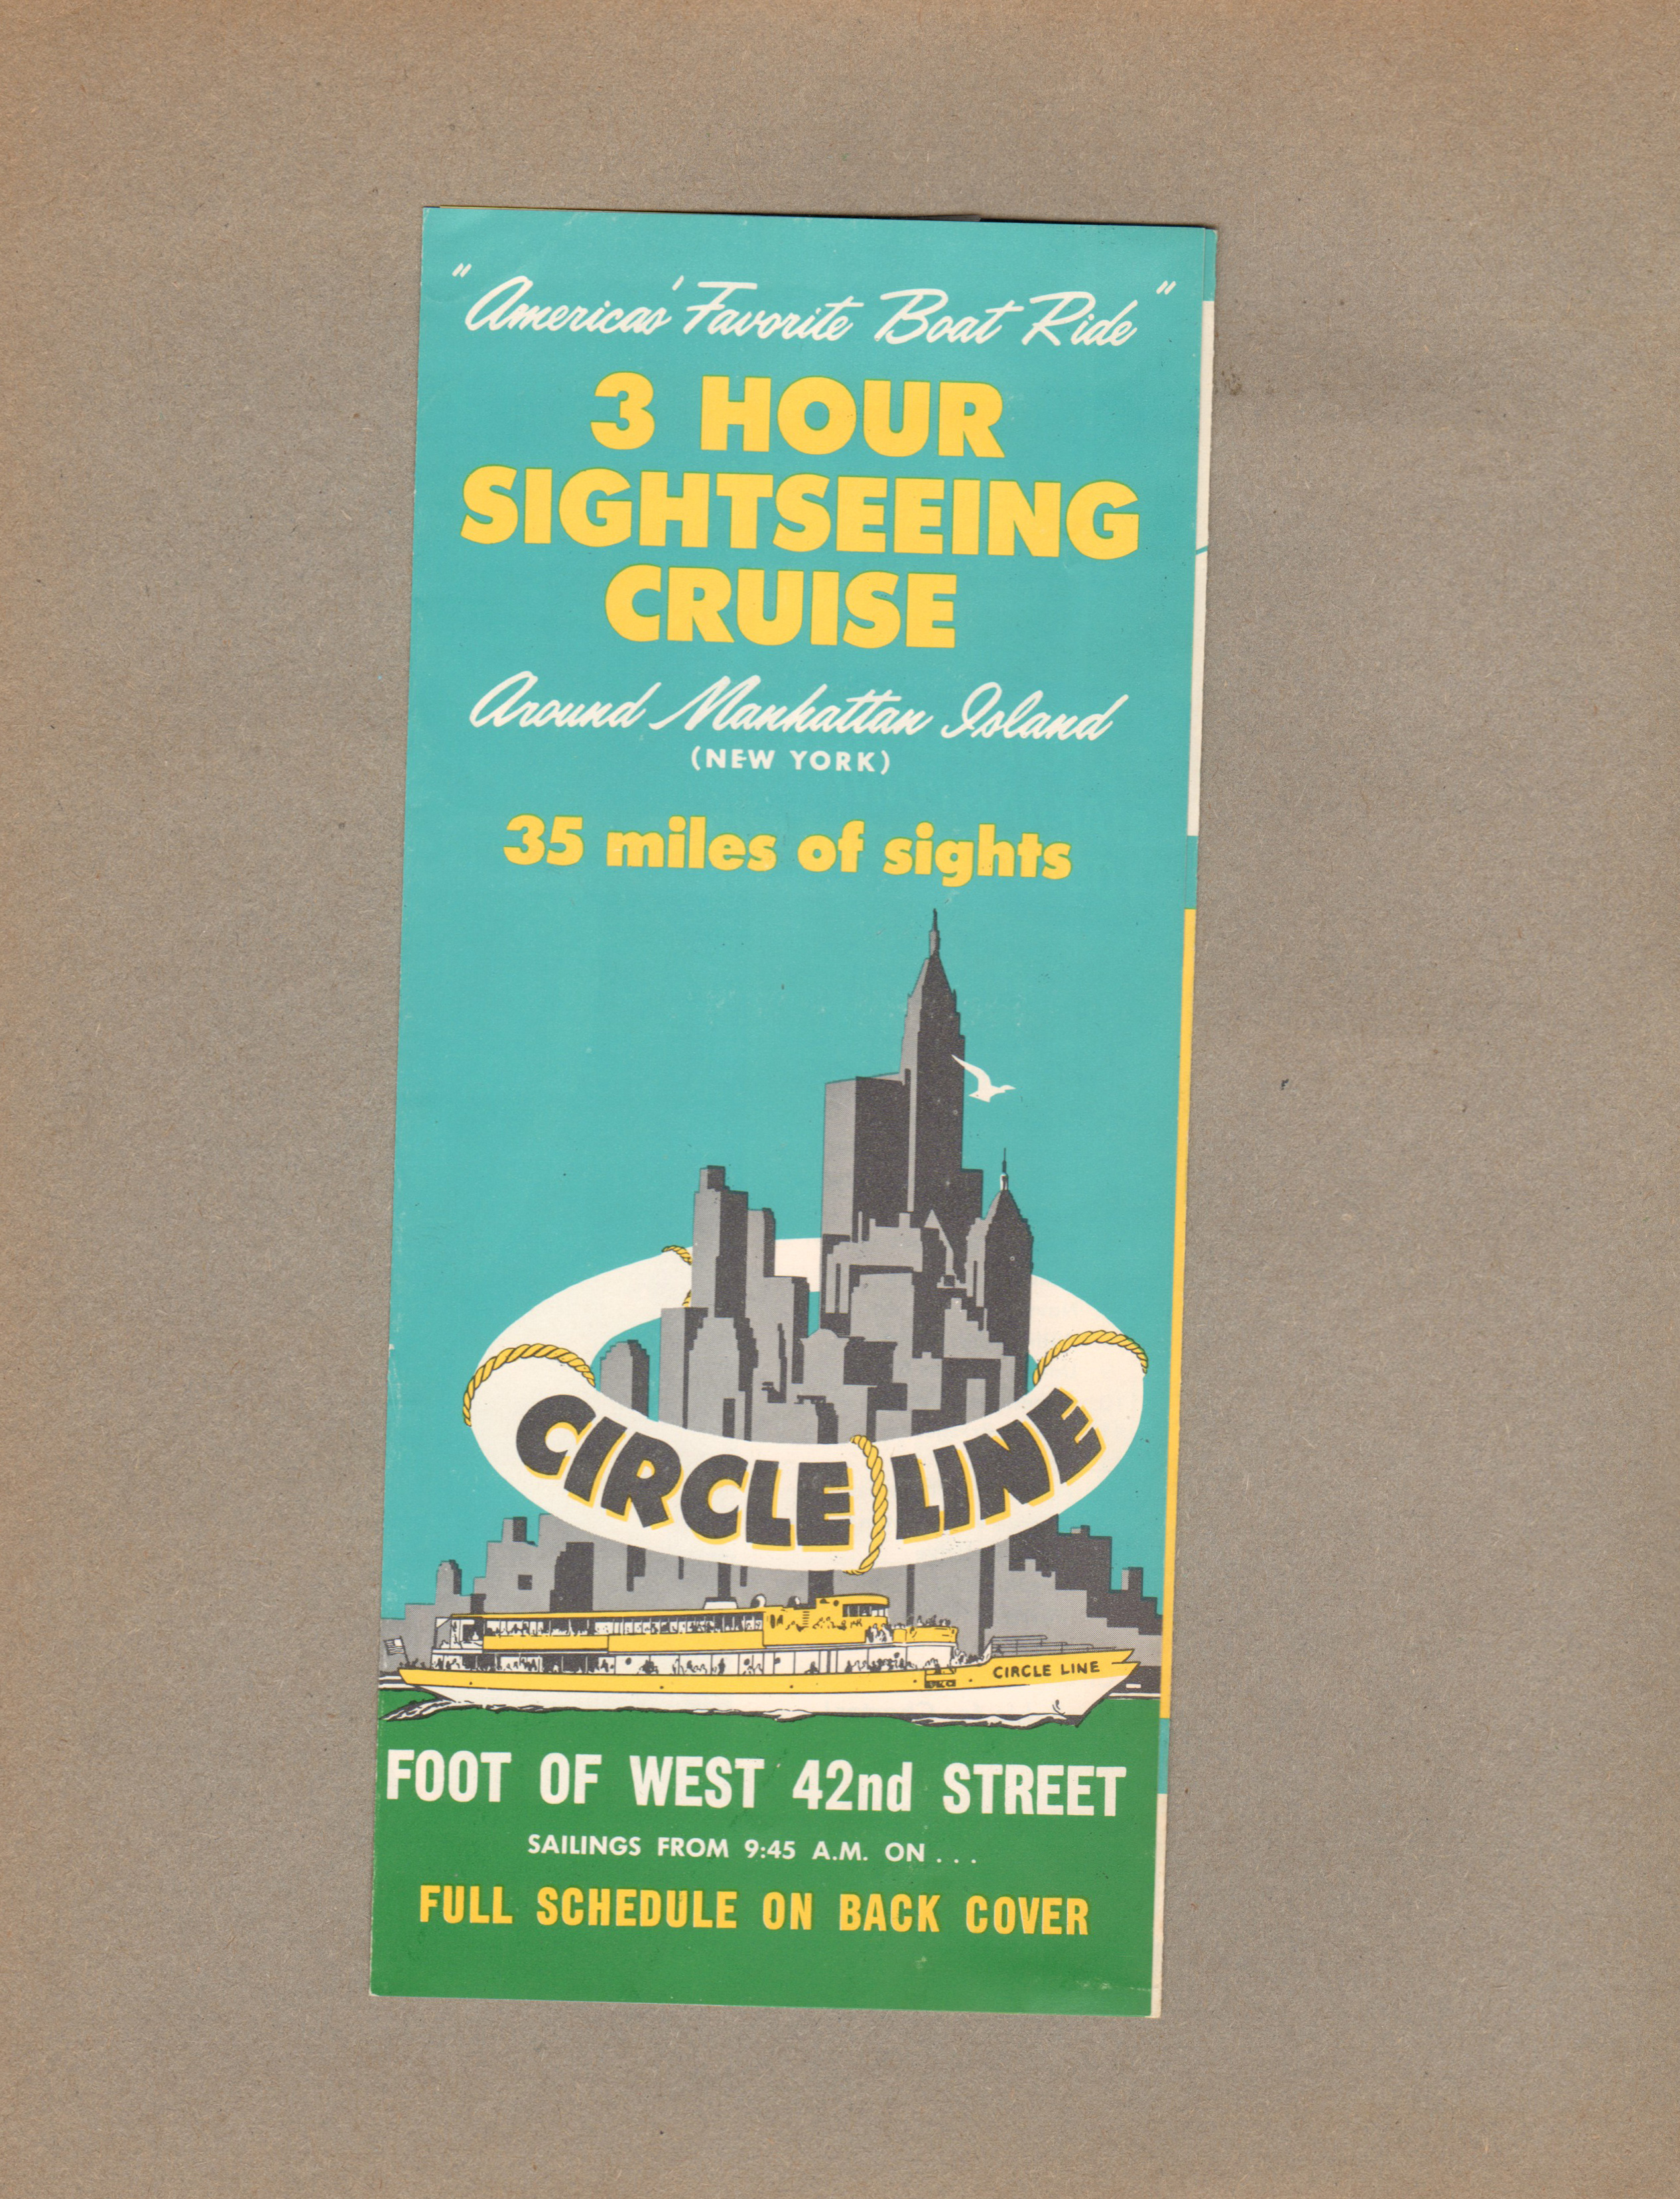 "Americas' Favorite Boat Ride"
3 HOUR
SIGHTSEEING
CRUISE
Around Manhattan Island
(NEW YORK)
35 miles of sights
CIRCLE LINE
CIRCLE LINE
FOOT OF WEST 42nd STREET
SAILINGS FROM 9:45 A.M. ON . . .
FULL SCHEDULE ON BACK COVER